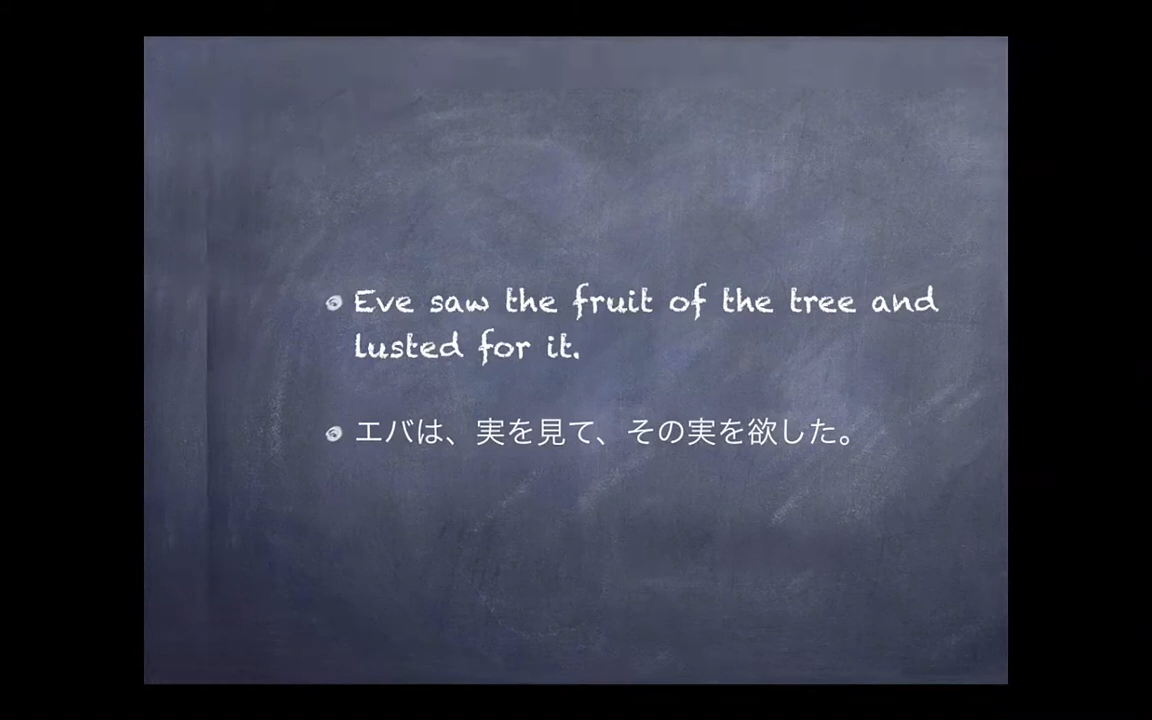 Eve saw the fruit of the tree and
lusted for it.
エバは、実を見て、その実を欲した。